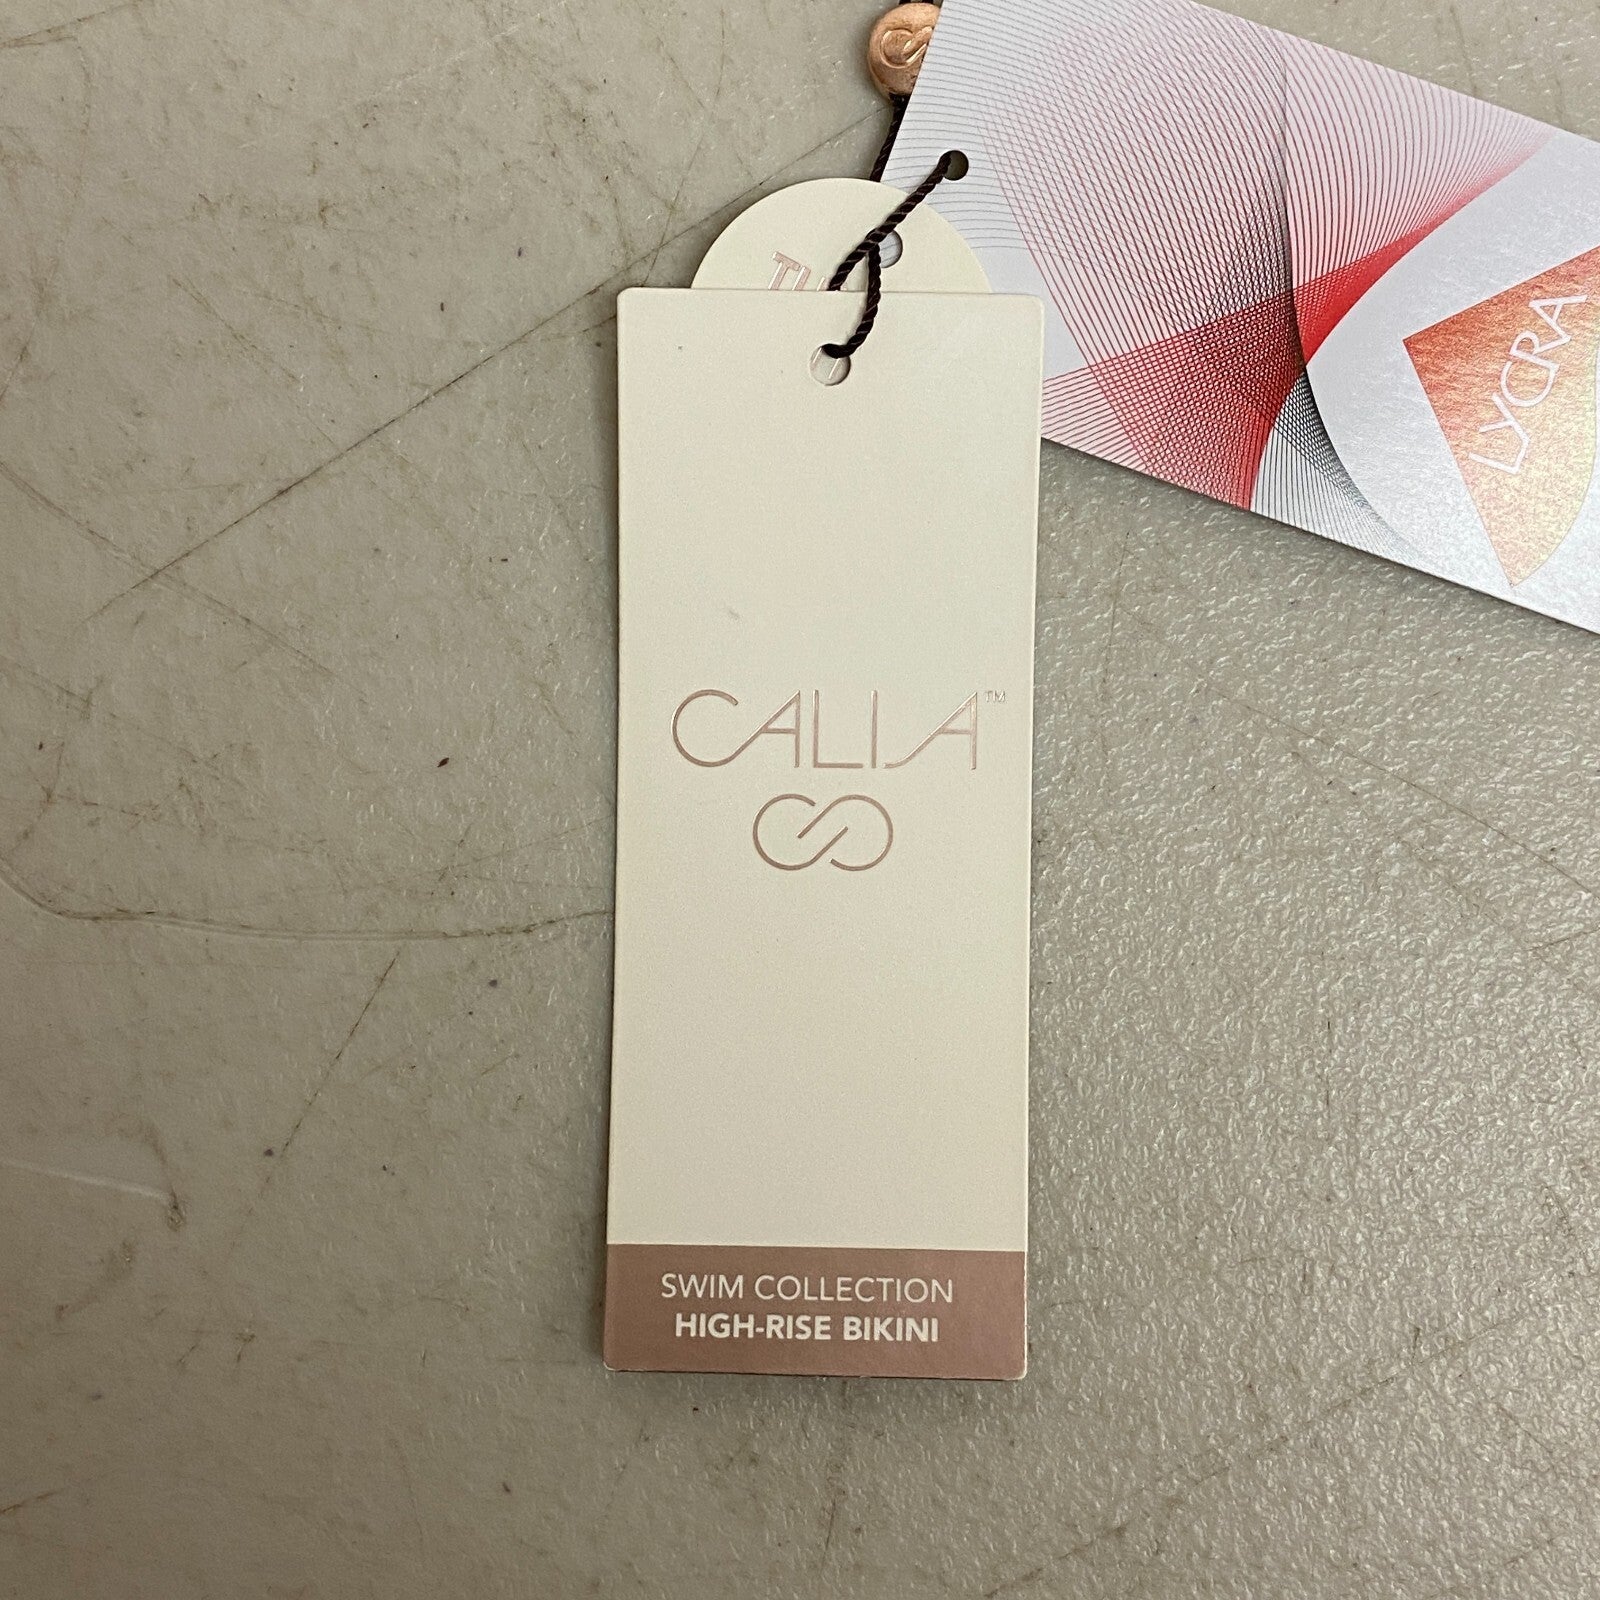 LYCRA
CALIA™
SWIM COLLECTION
HIGH-RISE BIKINI